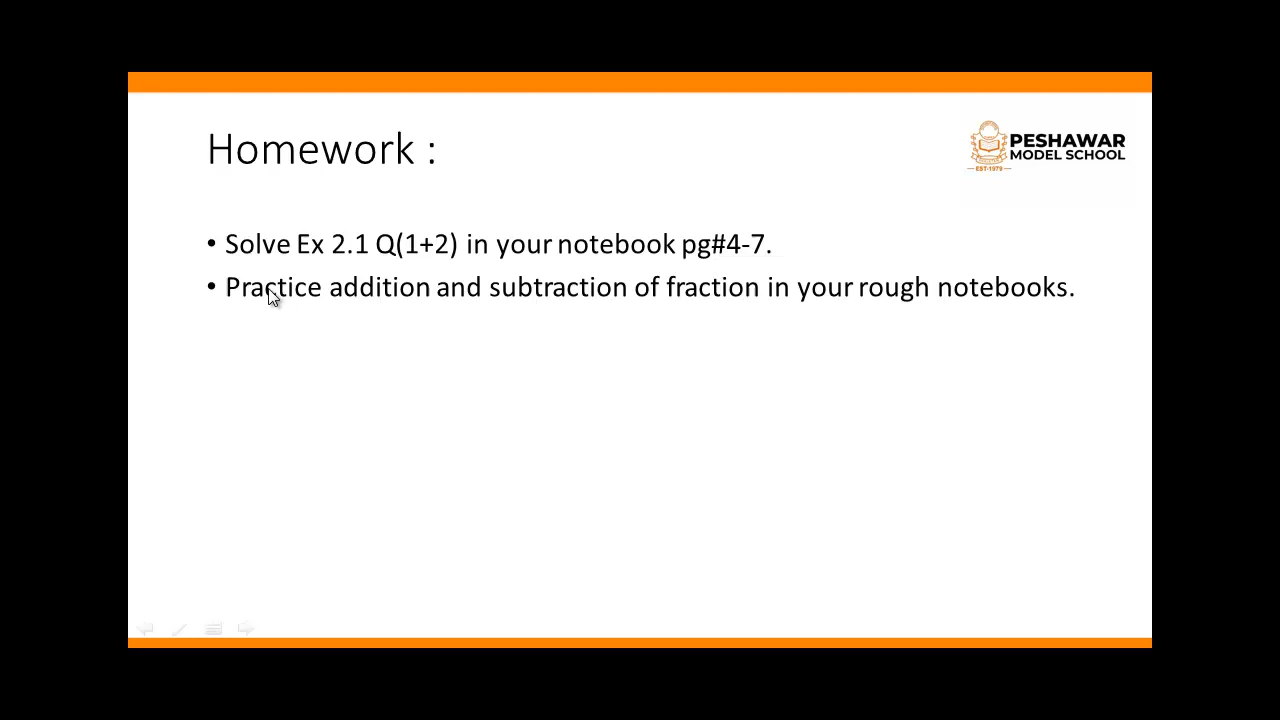 Homework :
PESHAWAR
MODEL SCHOOL
EST-1979
• Solve Ex 2.1 Q(1+2) in your notebook pg#4-7.
• Practice addition and subtraction of fraction in your rough notebooks.